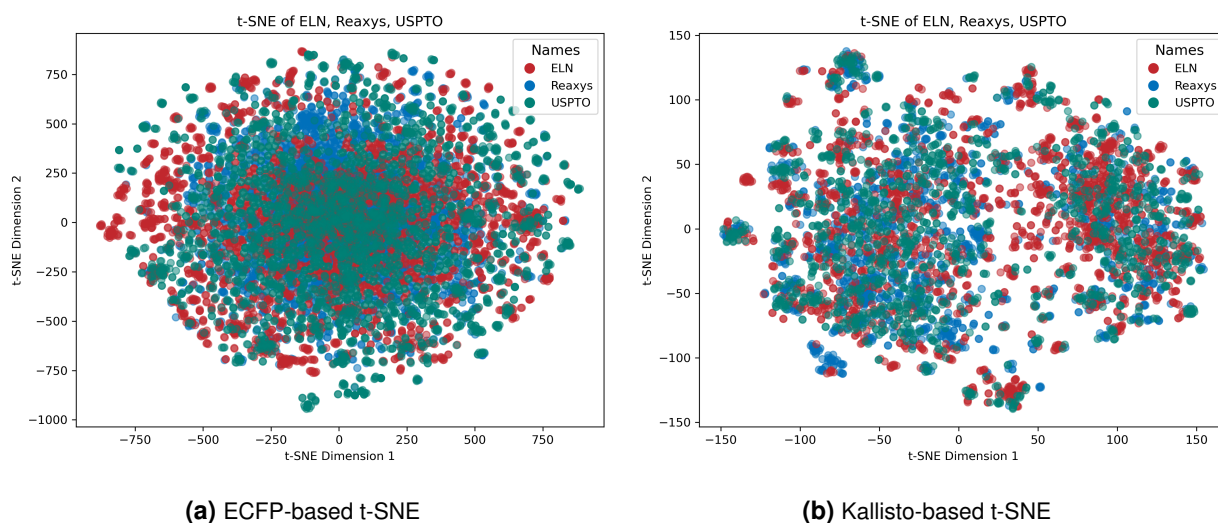 t-SNE of ELN, Reaxys, USPTO
Names
ELN
Reaxys
USPTO
750
500
250
0
−250
−500
−750
−1000
t-SNE Dimension 2
−750
−500
−250
0
250
500
750
t-SNE Dimension 1
(a) ECFP-based t-SNE
t-SNE of ELN, Reaxys, USPTO
Names
ELN
Reaxys
USPTO
150
100
50
0
−50
−100
−150
t-SNE Dimension 2
−150
−100
−50
0
50
100
150
t-SNE Dimension 1
(b) Kallisto-based t-SNE